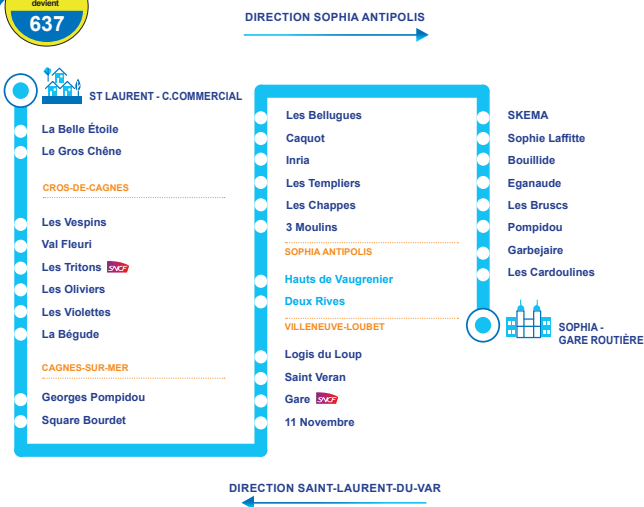 devient
637
DIRECTION SOPHIA ANTIPOLIS
ST LAURENT - C.COMMERCIAL
La Belle Étoile
Le Gros Chêne
CROS-DE-CAGNES
Les Vespins
Val Fleuri
Les Tritons SNCF
Les Oliviers
Les Violettes
La Bégude
CAGNES-SUR-MER
Georges Pompidou
Square Bourdet
Les Bellugues
Caquot
Inria
Les Templiers
Les Chappes
3 Moulins
SOPHIA ANTIPOLIS
Hauts de Vaugrenier
Deux Rives
VILLENEUVE-LOUBET
Logis du Loup
Saint Veran
Gare SNCF
11 Novembre
SKEMA
Sophie Laffitte
Bouillide
Eganaude
Les Bruscs
Pompidou
Garbejaire
Les Cardoulines
SOPHIA -
GARE ROUTIÈRE
DIRECTION SAINT-LAURENT-DU-VAR